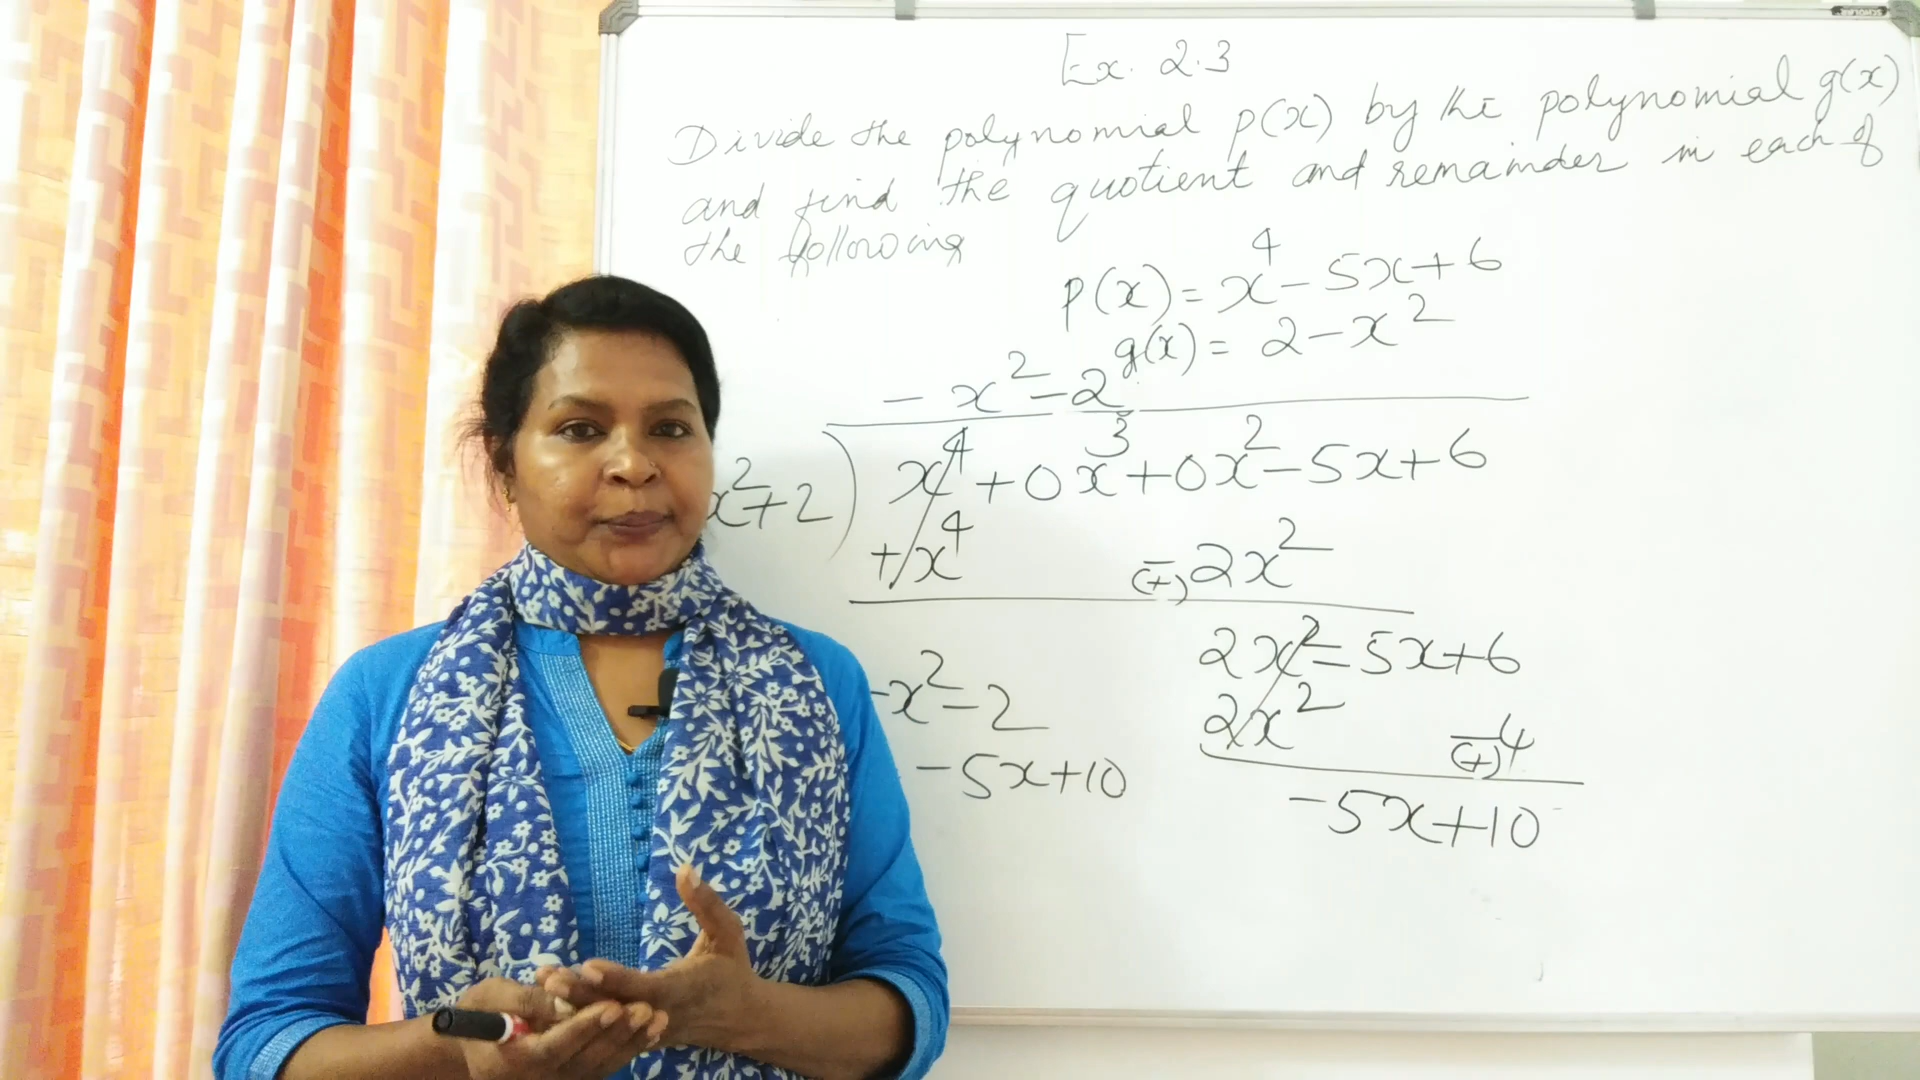 Ex. 2.3
Divide the polynomial p(x) by the polynomial g(x)
and find the quotient and remainder in each of
the following
p(x) = x⁴ - 5x + 6
g(x) = 2 - x²
- x² - 2
x² + 2 ) x⁴ + 0x³ + 0x² - 5x + 6
+ x⁴ (+)- 2x²
2x² - 5x + 6
2x² (+)- 4
- 5x + 10
-x² - 2
- 5x + 10
SCHOLAR